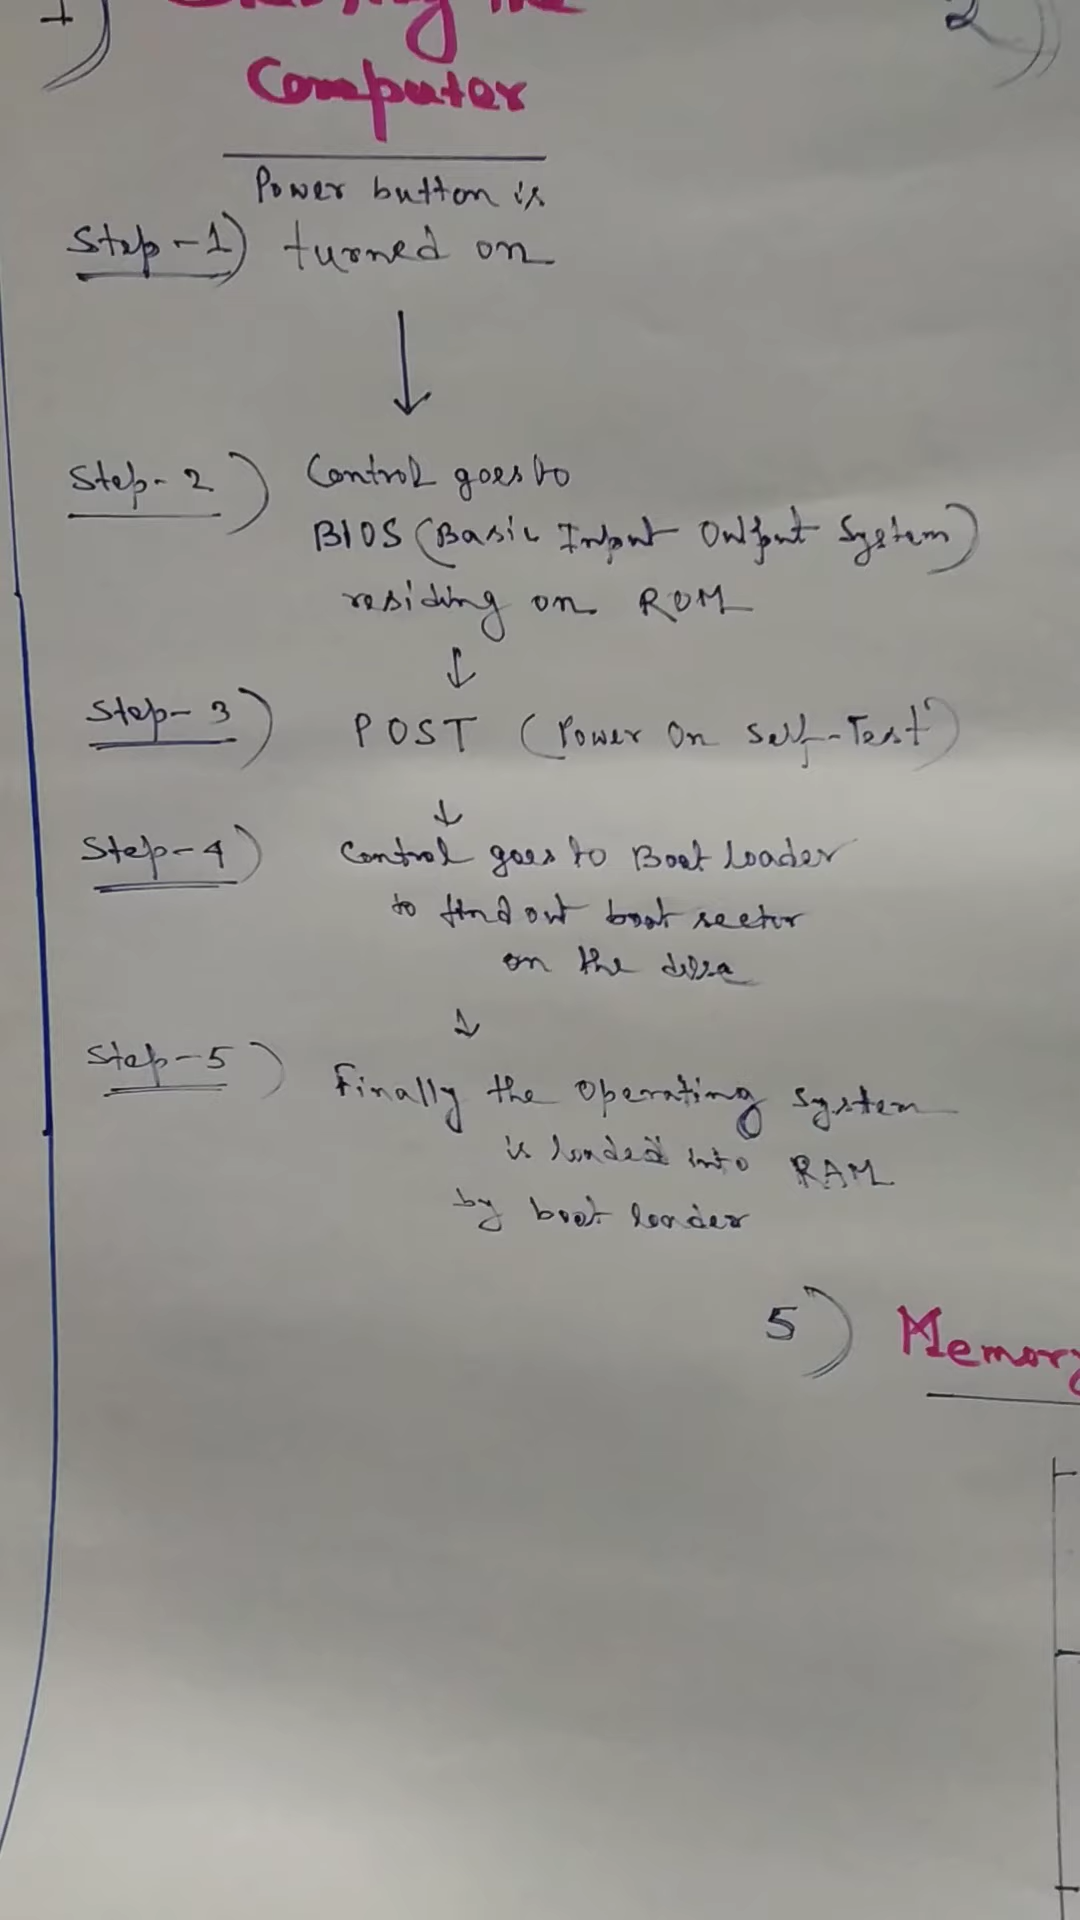 1)
the
Computer
2)
Power button is
Step-1) turned on
Step-2) Control goes to
BIOS (Basic Input Output System)
residing on ROM
Step-3) POST (Power On Self-Test)
Step-4) Control goes to Boot loader
to find out boot sector
on the
Step-5) Finally the Operating System
is loaded into RAM
by boot loader
5) Memory